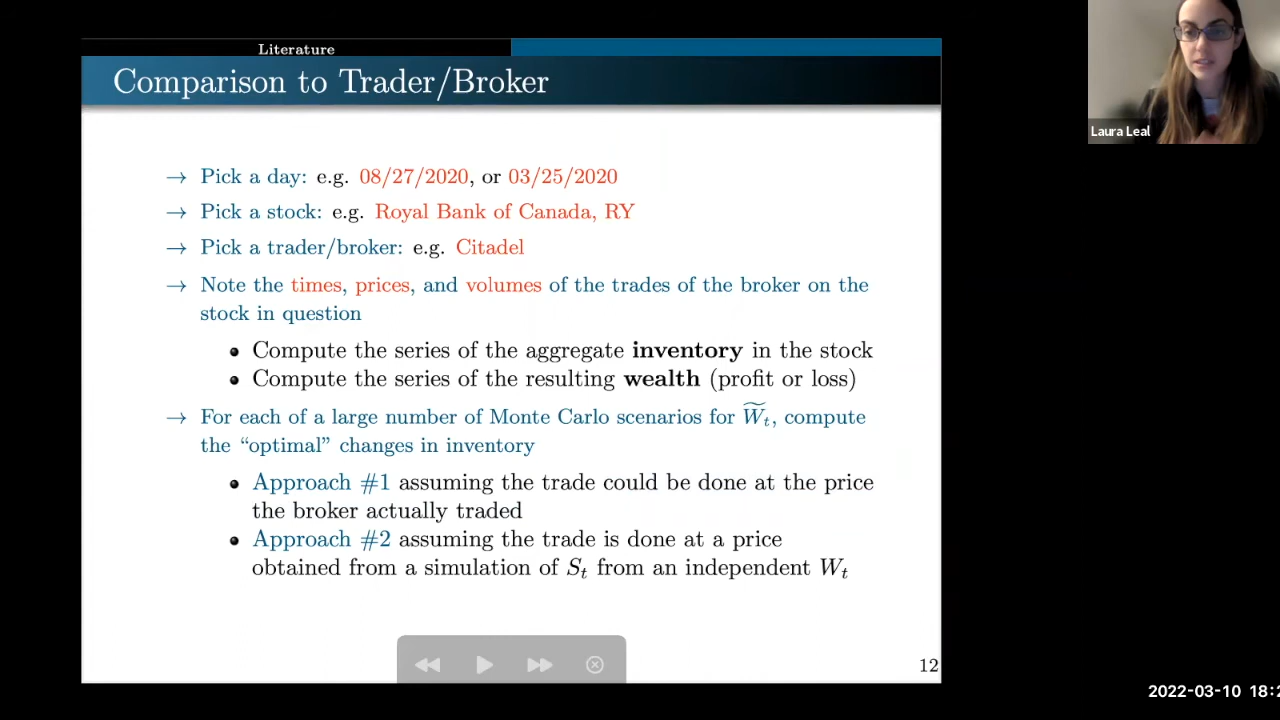 Literature
Comparison to Trader/Broker
→ Pick a day: e.g. 08/27/2020, or 03/25/2020
→ Pick a stock: e.g. Royal Bank of Canada, RY
→ Pick a trader/broker: e.g. Citadel
→ Note the times, prices, and volumes of the trades of the broker on the
stock in question
• Compute the series of the aggregate inventory in the stock
• Compute the series of the resulting wealth (profit or loss)
→ For each of a large number of Monte Carlo scenarios for W̃ₜ, compute
the “optimal” changes in inventory
• Approach #1 assuming the trade could be done at the price
the broker actually traded
• Approach #2 assuming the trade is done at a price
obtained from a simulation of Sₜ from an independent Wₜ
12
Laura Leal
2022-03-10 18:2